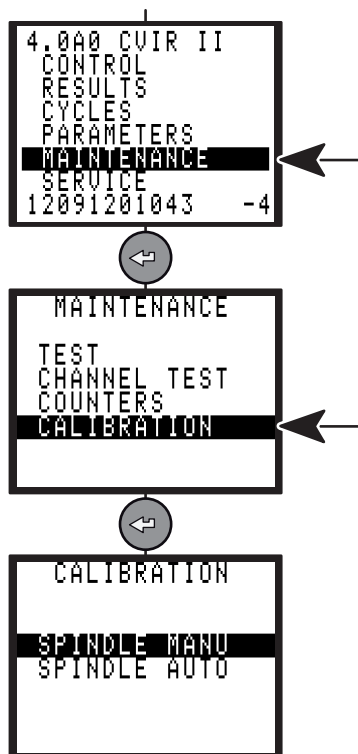 4.0A0 CVIR II
CONTROL
RESULTS
CYCLES
PARAMETERS
MAINTENANCE
SERVICE
12091201043 -4
MAINTENANCE
TEST
CHANNEL TEST
COUNTERS
CALIBRATION
CALIBRATION
SPINDLE MANU
SPINDLE AUTO